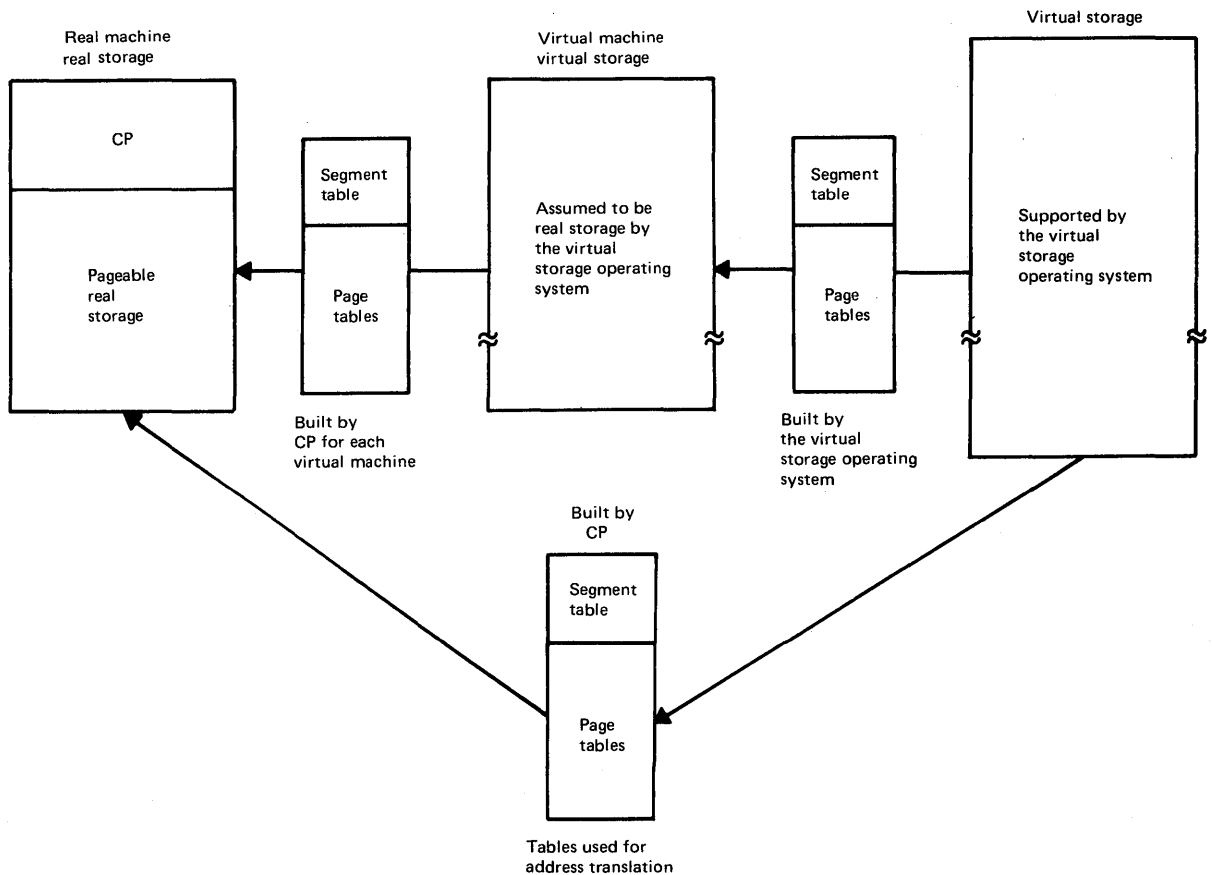 Real machine
real storage
Virtual machine
virtual storage
Virtual storage
CP
Pageable
real
storage
Segment
table
Page
tables
Built by
CP for each
virtual machine
Assumed to be
real storage by
the virtual
storage operating
system
Segment
table
Page
tables
Built by
the virtual
storage operating
system
Supported by
the virtual
storage
operating system
Built by
CP
Segment
table
Page
tables
Tables used for
address translation